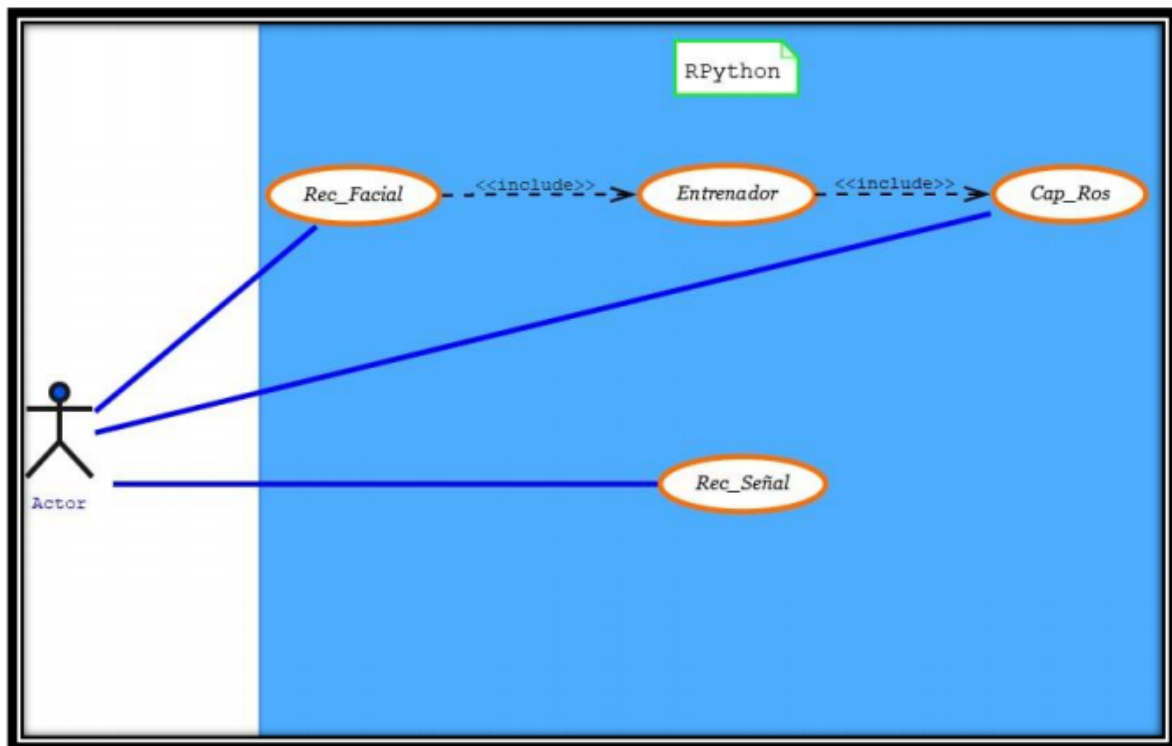 RPython
Rec_Facial
<<include>>
Entrenador
<<include>>
Cap_Ros
Rec_Señal
Actor